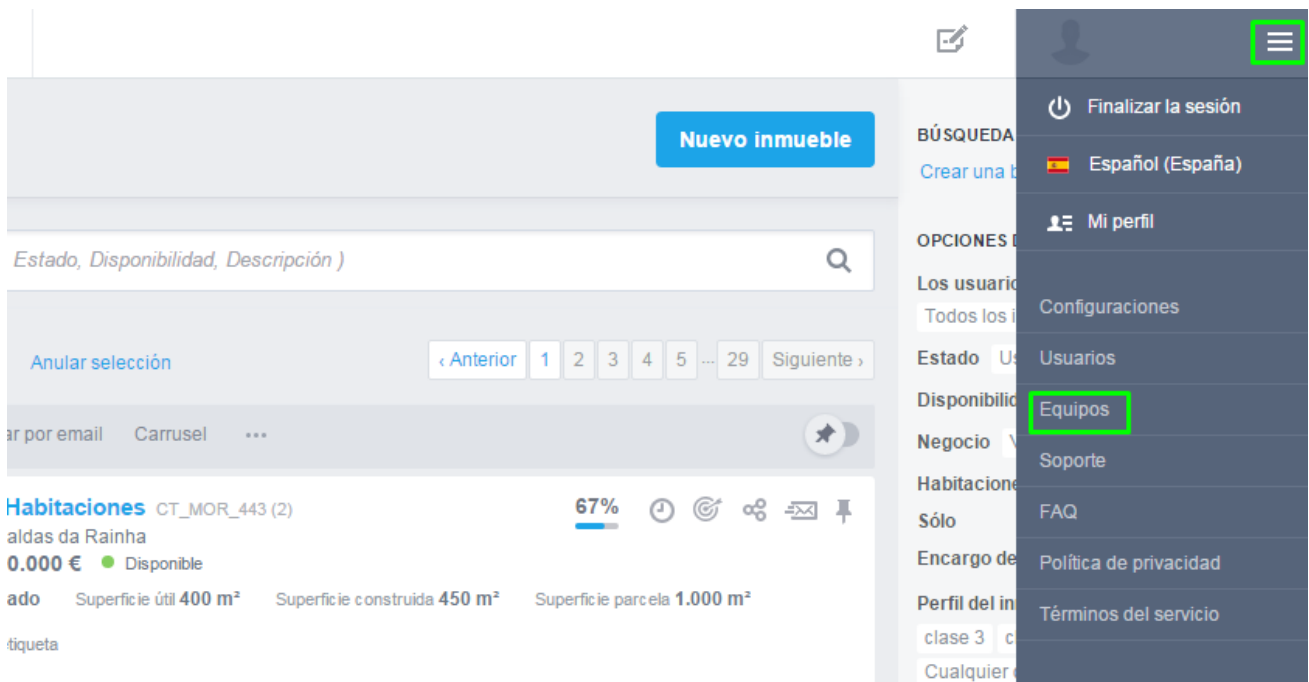 Nuevo inmueble
Estado, Disponibilidad, Descripción )
Anular selección
‹ Anterior 1 2 3 4 5 ... 29 Siguiente ›
ar por email Carrusel •••
Habitaciones CT_MOR_443 (2)
67%
aldas da Rainha
0.000 € Disponible
ado Superficie útil 400 m² Superficie construida 450 m² Superficie parcela 1.000 m²
tiqueta
BÚSQUEDA
Crear una b
OPCIONES D
Los usuario
Todos los i
Estado Us
Disponibilid
Negocio V
Habitacione
Sólo
Encargo de
Perfil del in
clase 3 c
Cualquier
Finalizar la sesión
Español (España)
Mi perfil
Configuraciones
Usuarios
Equipos
Soporte
FAQ
Política de privacidad
Términos del servicio